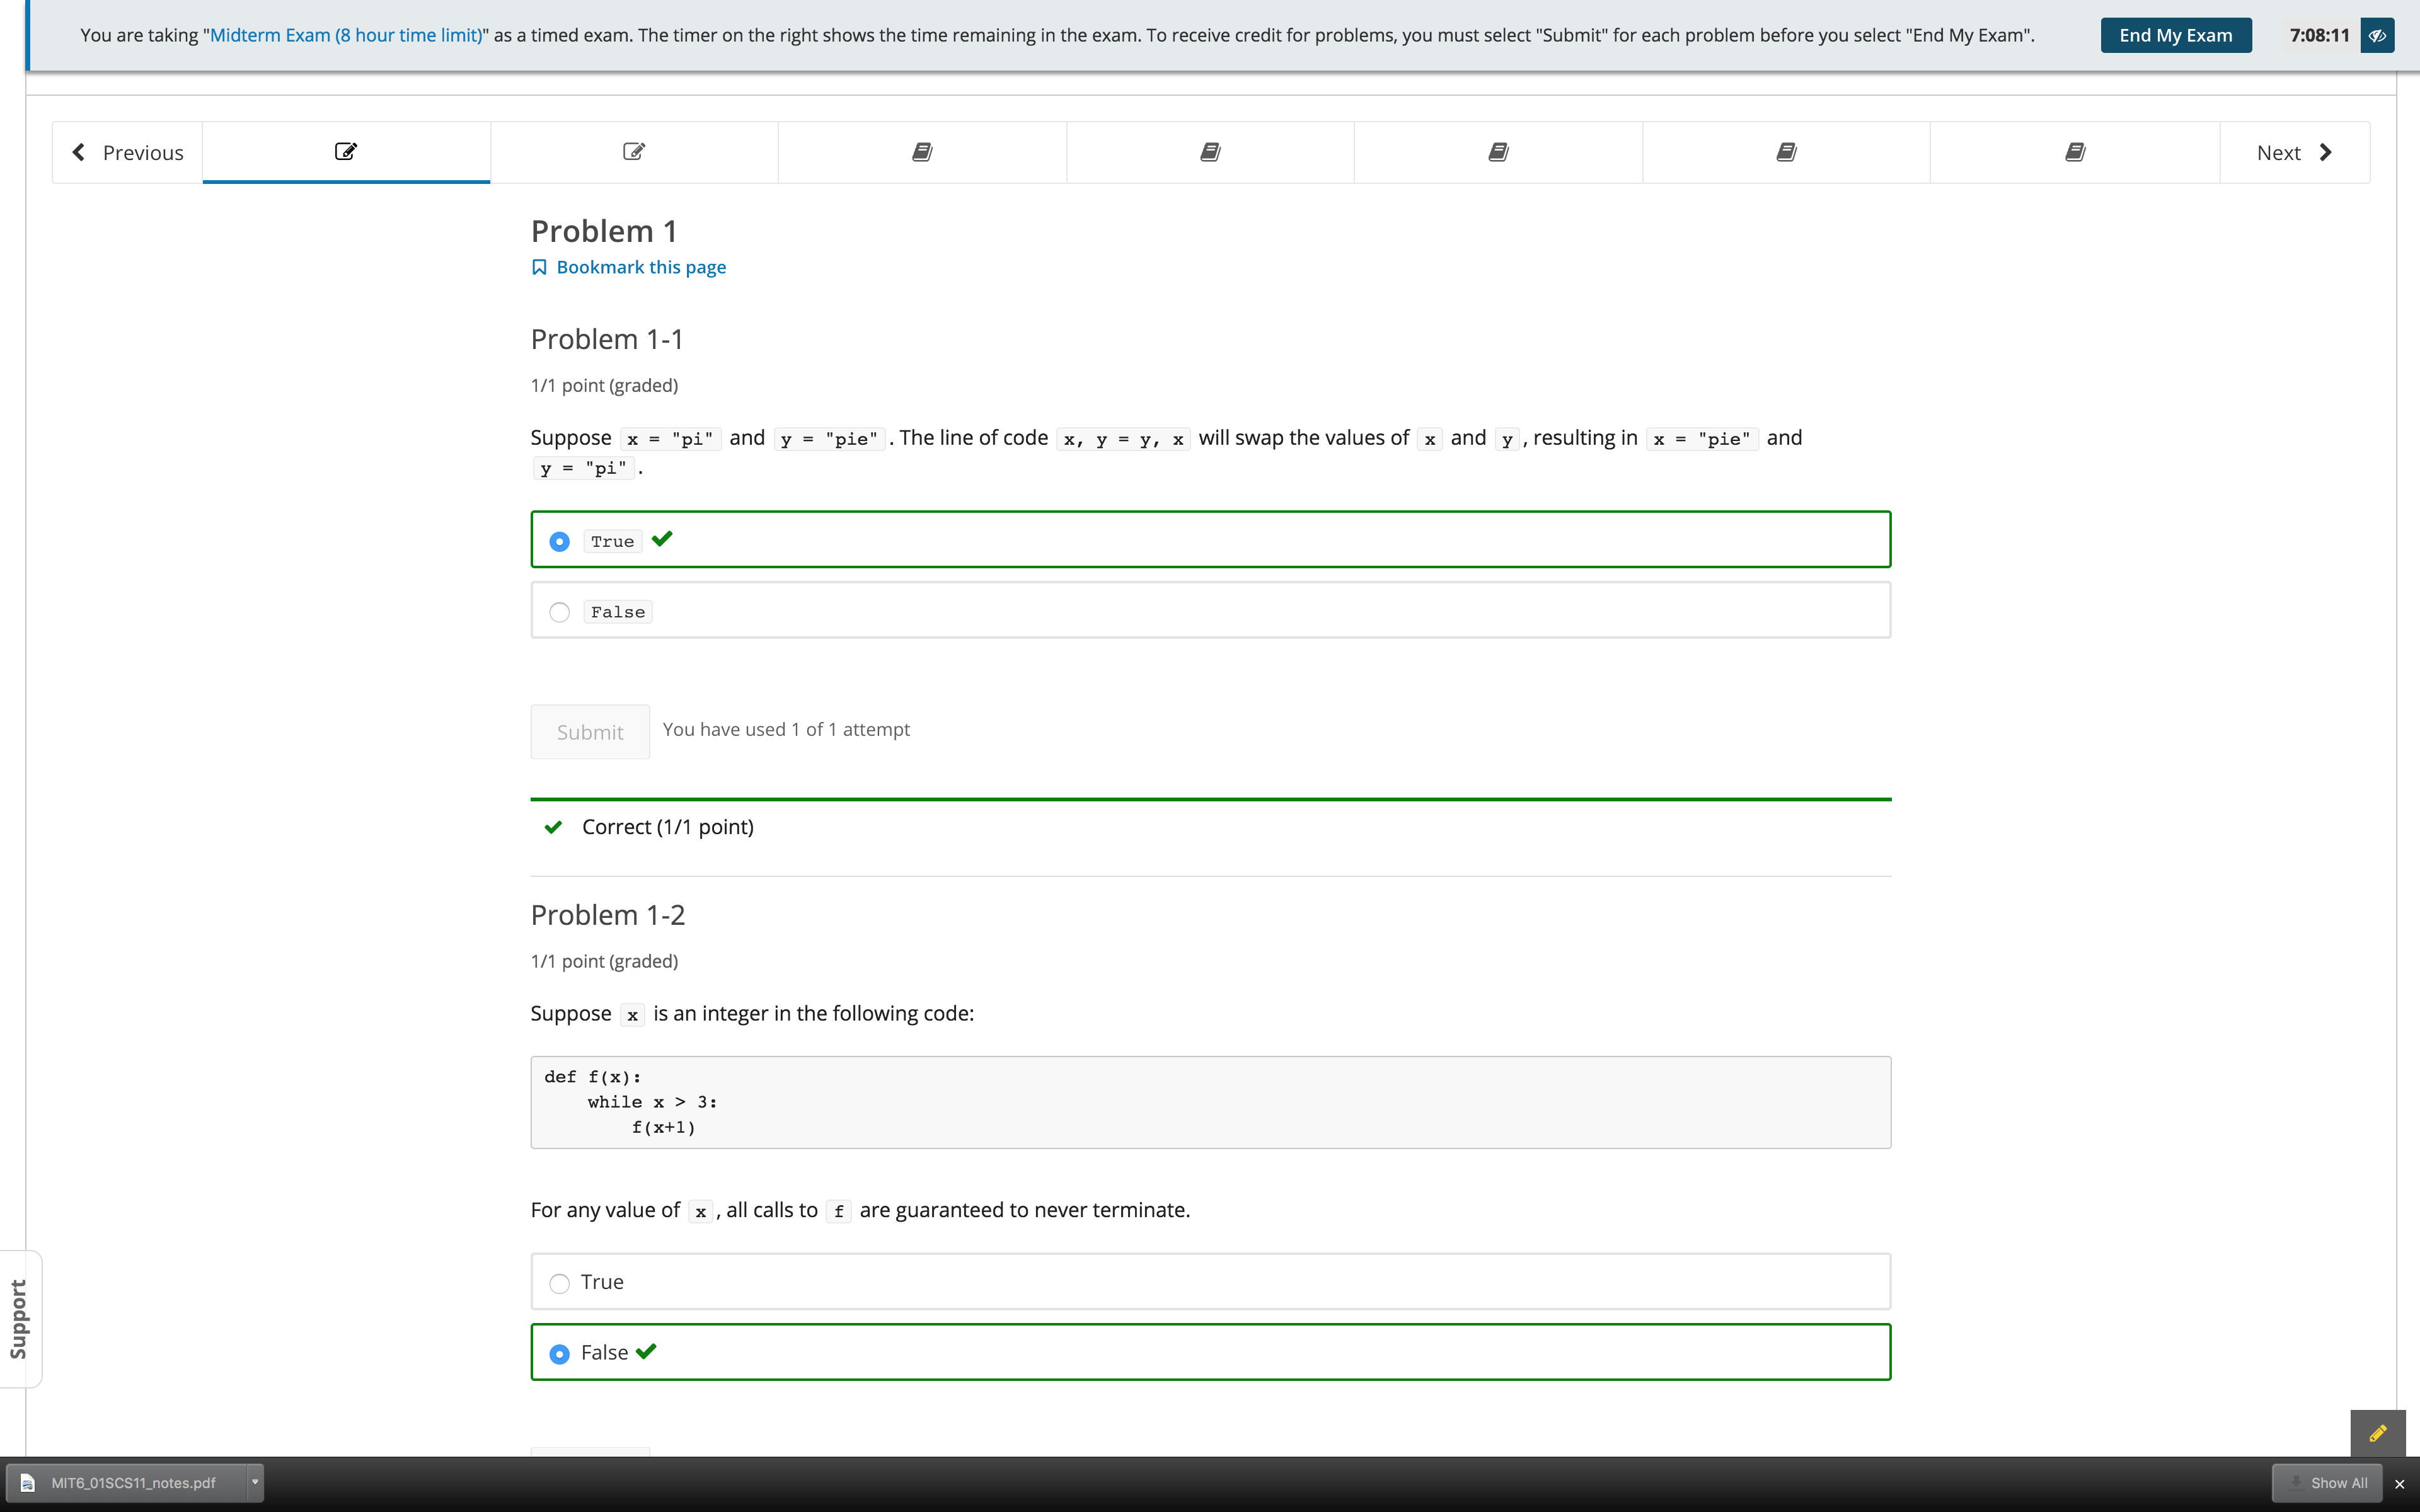 You are taking "Midterm Exam (8 hour time limit)" as a timed exam. The timer on the right shows the time remaining in the exam. To receive credit for problems, you must select "Submit" for each problem before you select "End My Exam".
End My Exam
7:08:11
Previous
Next
Problem 1
Bookmark this page
Problem 1-1
1/1 point (graded)
Suppose x = "pi" and y = "pie". The line of code x, y = y, x will swap the values of x and y, resulting in x = "pie" and
y = "pi".
True
False
Submit
You have used 1 of 1 attempt
Correct (1/1 point)
Problem 1-2
1/1 point (graded)
Suppose x is an integer in the following code:
def f(x):
    while x > 3:
        f(x+1)
For any value of x, all calls to f are guaranteed to never terminate.
True
False
Support
MIT6_01SCS11_notes.pdf
Show All